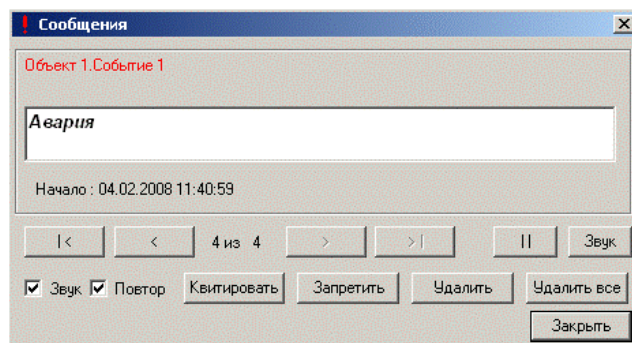 Сообщения
Объект 1.Событие 1
Авария
Начало : 04.02.2008 11:40:59
|< < 4 из 4 > >| || Звук
Звук Повтор Квитировать Запретить Удалить Удалить все
Закрыть